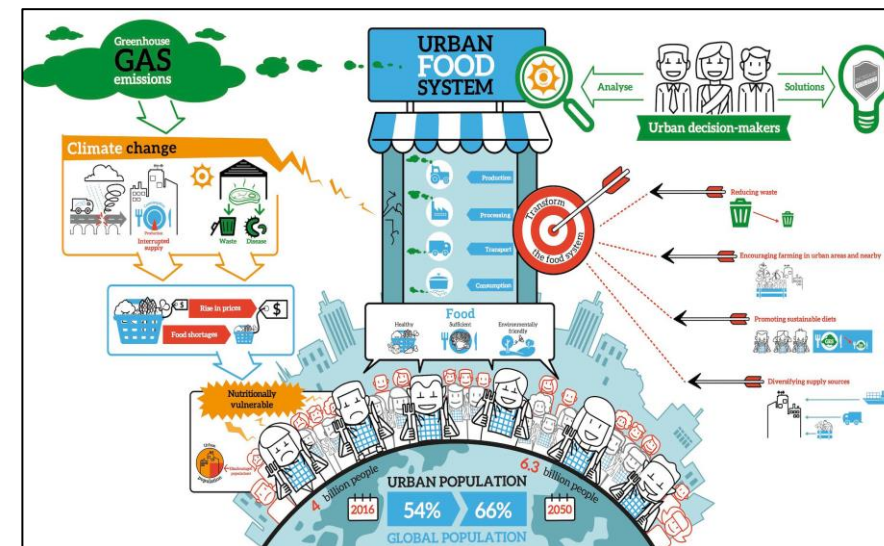 Greenhouse
GAS
emissions
URBAN
FOOD
SYSTEM
Analyse
Solutions
Urban decision-makers
Climate change
Interrupted
supply
Waste
Disease
Production
Processing
Transport
Consumption
Transform
the food system
Reducing waste
Encouraging farming in urban areas and nearby
Promoting sustainable diets
Diversifying supply sources
$
Rise in prices
$
Food shortages
Food
Healthy
Sufficient
Environmentally
friendly
Nutritionally
vulnerable
Urban
population
4 billion people
6.3 billion people
URBAN POPULATION
2016
54%
66%
2050
GLOBAL POPULATION